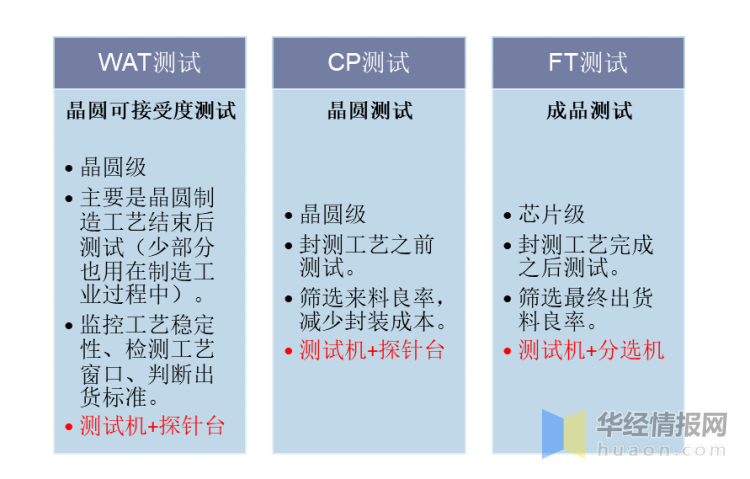 WAT测试
晶圆可接受度测试
• 晶圆级
• 主要是晶圆制
造工艺结束后
测试（少部分
也用在制造工
业过程中）。
• 监控工艺稳定
性、检测工艺
窗口、判断出
货标准。
• 测试机+探针台
CP测试
晶圆测试
• 晶圆级
• 封测工艺之前
测试。
• 筛选来料良率，
减少封装成本。
• 测试机+探针台
FT测试
成品测试
• 芯片级
• 封测工艺完成
之后测试。
• 筛选最终出货
料良率。
• 测试机+分选机
华经情报网
huaon.com